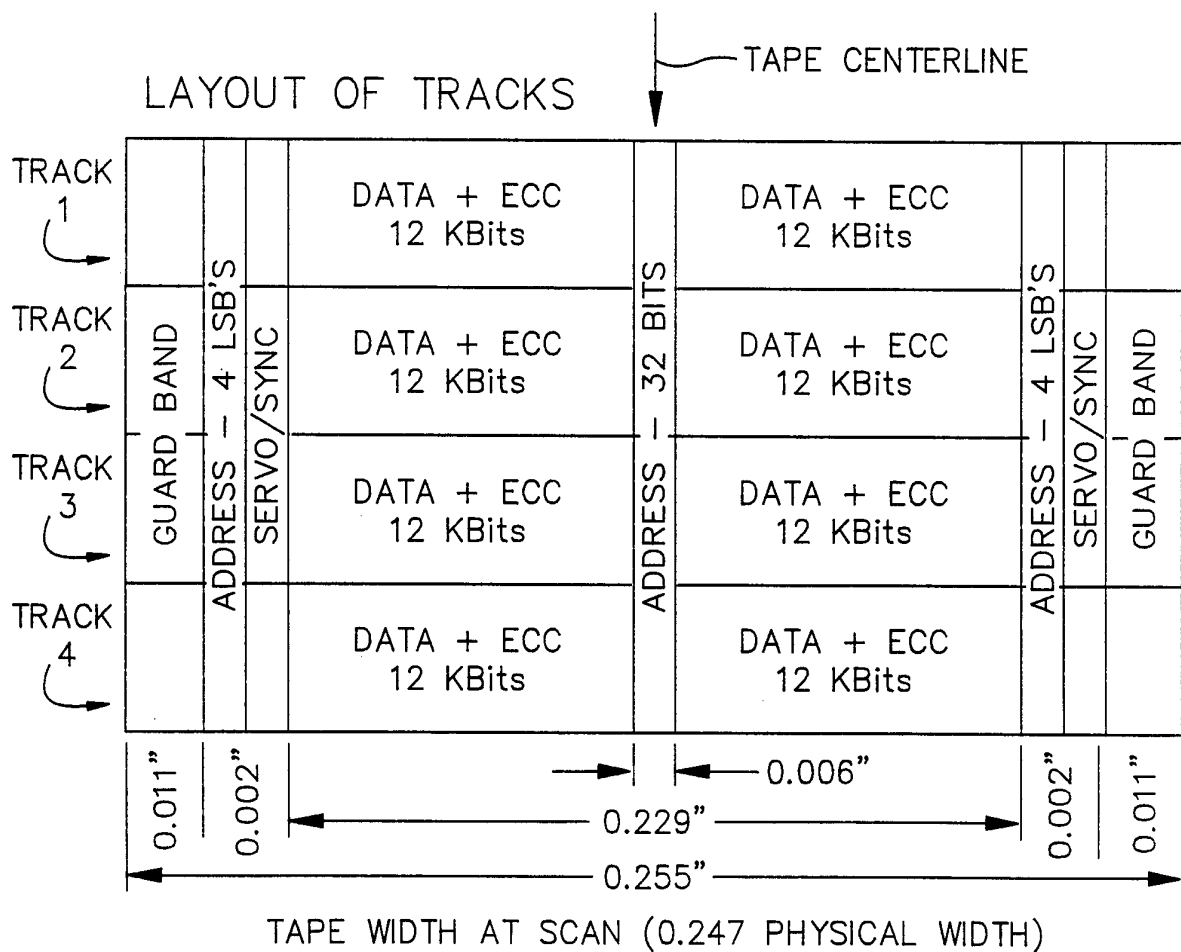 TAPE CENTERLINE
LAYOUT OF TRACKS
TRACK
1
DATA + ECC
12 KBits
DATA + ECC
12 KBits
TRACK
2
DATA + ECC
12 KBits
DATA + ECC
12 KBits
TRACK
3
DATA + ECC
12 KBits
DATA + ECC
12 KBits
TRACK
4
DATA + ECC
12 KBits
DATA + ECC
12 KBits
GUARD BAND
ADDRESS – 4 LSB'S
SERVO/SYNC
ADDRESS – 32 BITS
ADDRESS – 4 LSB'S
SERVO/SYNC
GUARD BAND
0.011"
0.002"
0.006"
0.002"
0.011"
0.229"
0.255"
TAPE WIDTH AT SCAN (0.247 PHYSICAL WIDTH)